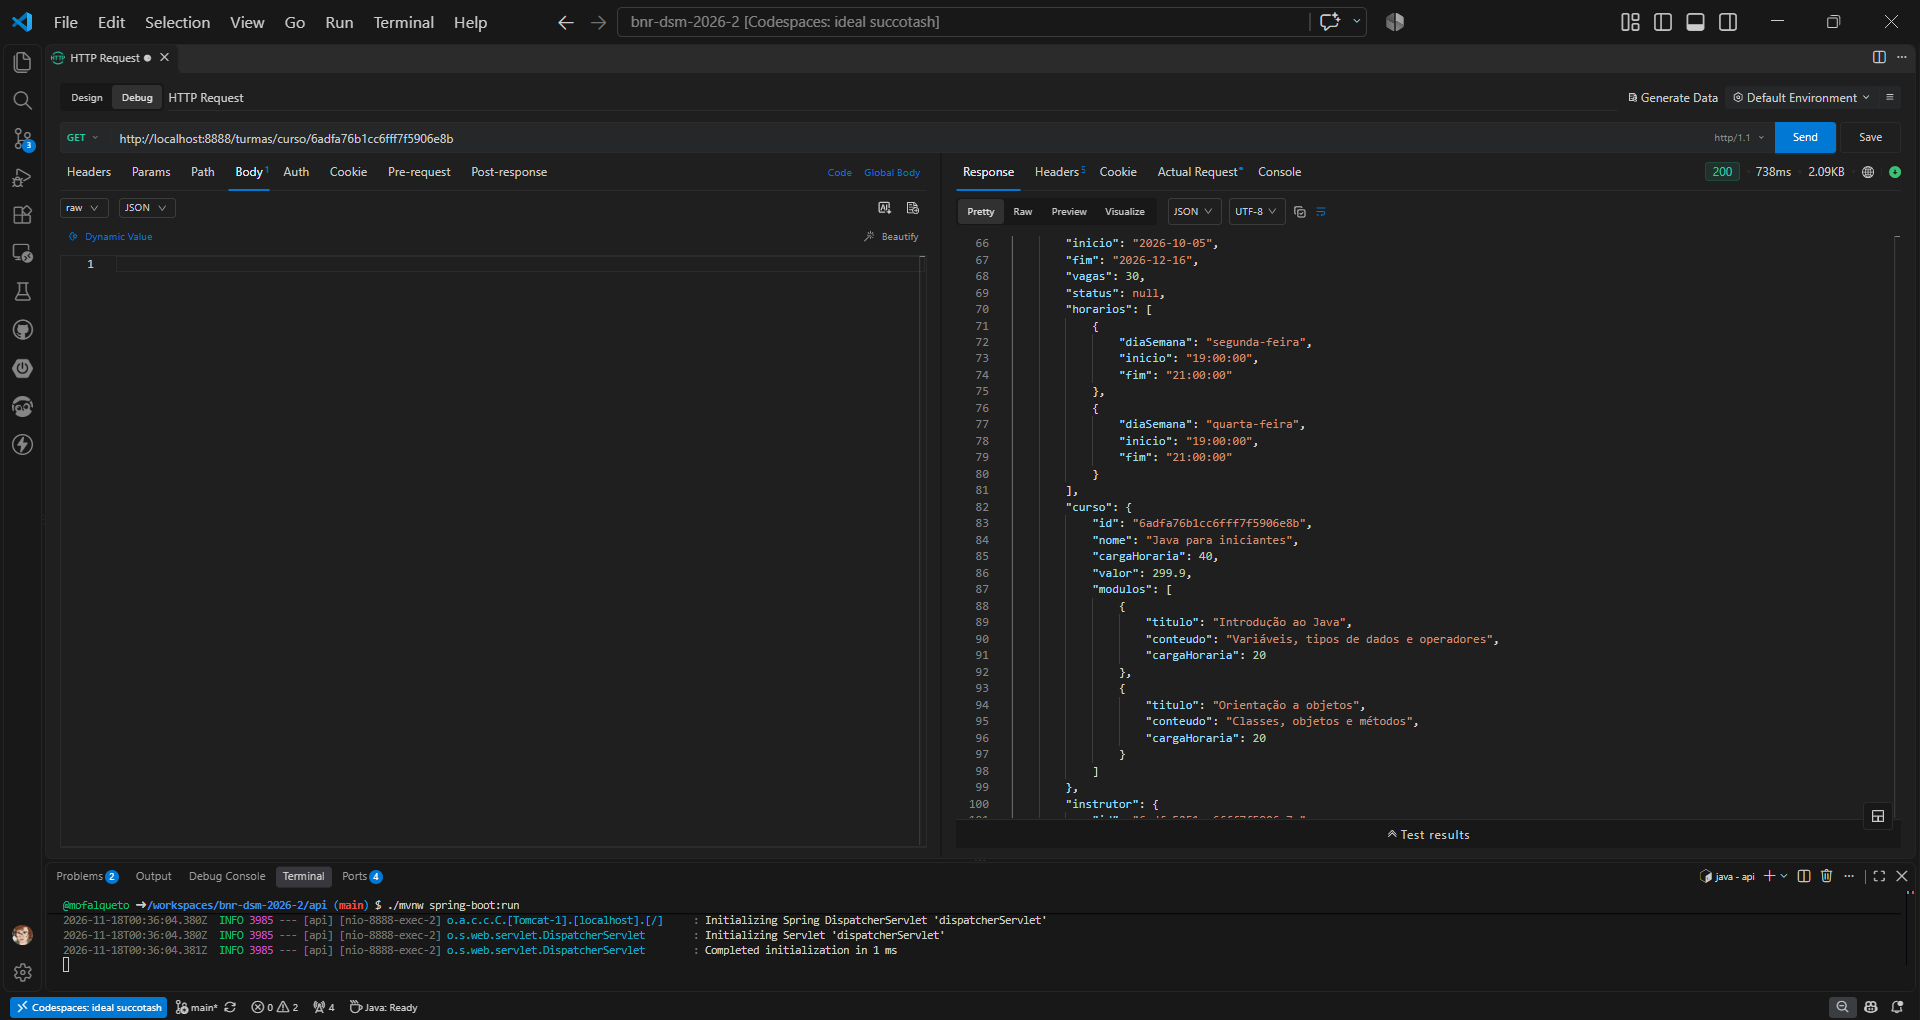 File Edit Selection View Go Run Terminal Help
bnr-dsm-2026-2 [Codespaces: ideal succotash]
HTTP Request
Design Debug HTTP Request
Generate Data Default Environment
GET http://localhost:8888/turmas/curso/6adfa76b1cc6fff7f5906e8b
http/1.1 Send Save
Headers Params Path Body 1 Auth Cookie Pre-request Post-response Code Global Body
raw JSON
Dynamic Value Beautify
1
Response Headers 5 Cookie Actual Request Console 200 738ms 2.09KB
Pretty Raw Preview Visualize JSON UTF-8
66 "inicio": "2026-10-05",
67 "fim": "2026-12-16",
68 "vagas": 30,
69 "status": null,
70 "horarios": [
71 {
72 "diaSemana": "segunda-feira",
73 "inicio": "19:00:00",
74 "fim": "21:00:00"
75 },
76 {
77 "diaSemana": "quarta-feira",
78 "inicio": "19:00:00",
79 "fim": "21:00:00"
80 }
81 ],
82 "curso": {
83 "id": "6adfa76b1cc6fff7f5906e8b",
84 "nome": "Java para iniciantes",
85 "cargaHoraria": 40,
86 "valor": 299.9,
87 "modulos": [
88 {
89 "titulo": "Introdução ao Java",
90 "conteudo": "Variáveis, tipos de dados e operadores",
91 "cargaHoraria": 20
92 },
93 {
94 "titulo": "Orientação a objetos",
95 "conteudo": "Classes, objetos e métodos",
96 "cargaHoraria": 20
97 }
98 ]
99 },
100 "instrutor": {
Test results
Problems 2 Output Debug Console Terminal Ports 4
java - api
@mofalqueto ➜/workspaces/bnr-dsm-2026-2/api (main) $ ./mvnw spring-boot:run
2026-11-18T00:36:04.380Z INFO 3985 --- [api] [nio-8888-exec-2] o.a.c.c.C.[Tomcat-1].[localhost].[/] : Initializing Spring DispatcherServlet 'dispatcherServlet'
2026-11-18T00:36:04.380Z INFO 3985 --- [api] [nio-8888-exec-2] o.s.web.servlet.DispatcherServlet : Initializing Servlet 'dispatcherServlet'
2026-11-18T00:36:04.381Z INFO 3985 --- [api] [nio-8888-exec-2] o.s.web.servlet.DispatcherServlet : Completed initialization in 1 ms
Codespaces: ideal succotash main* 0 2 4 Java: Ready